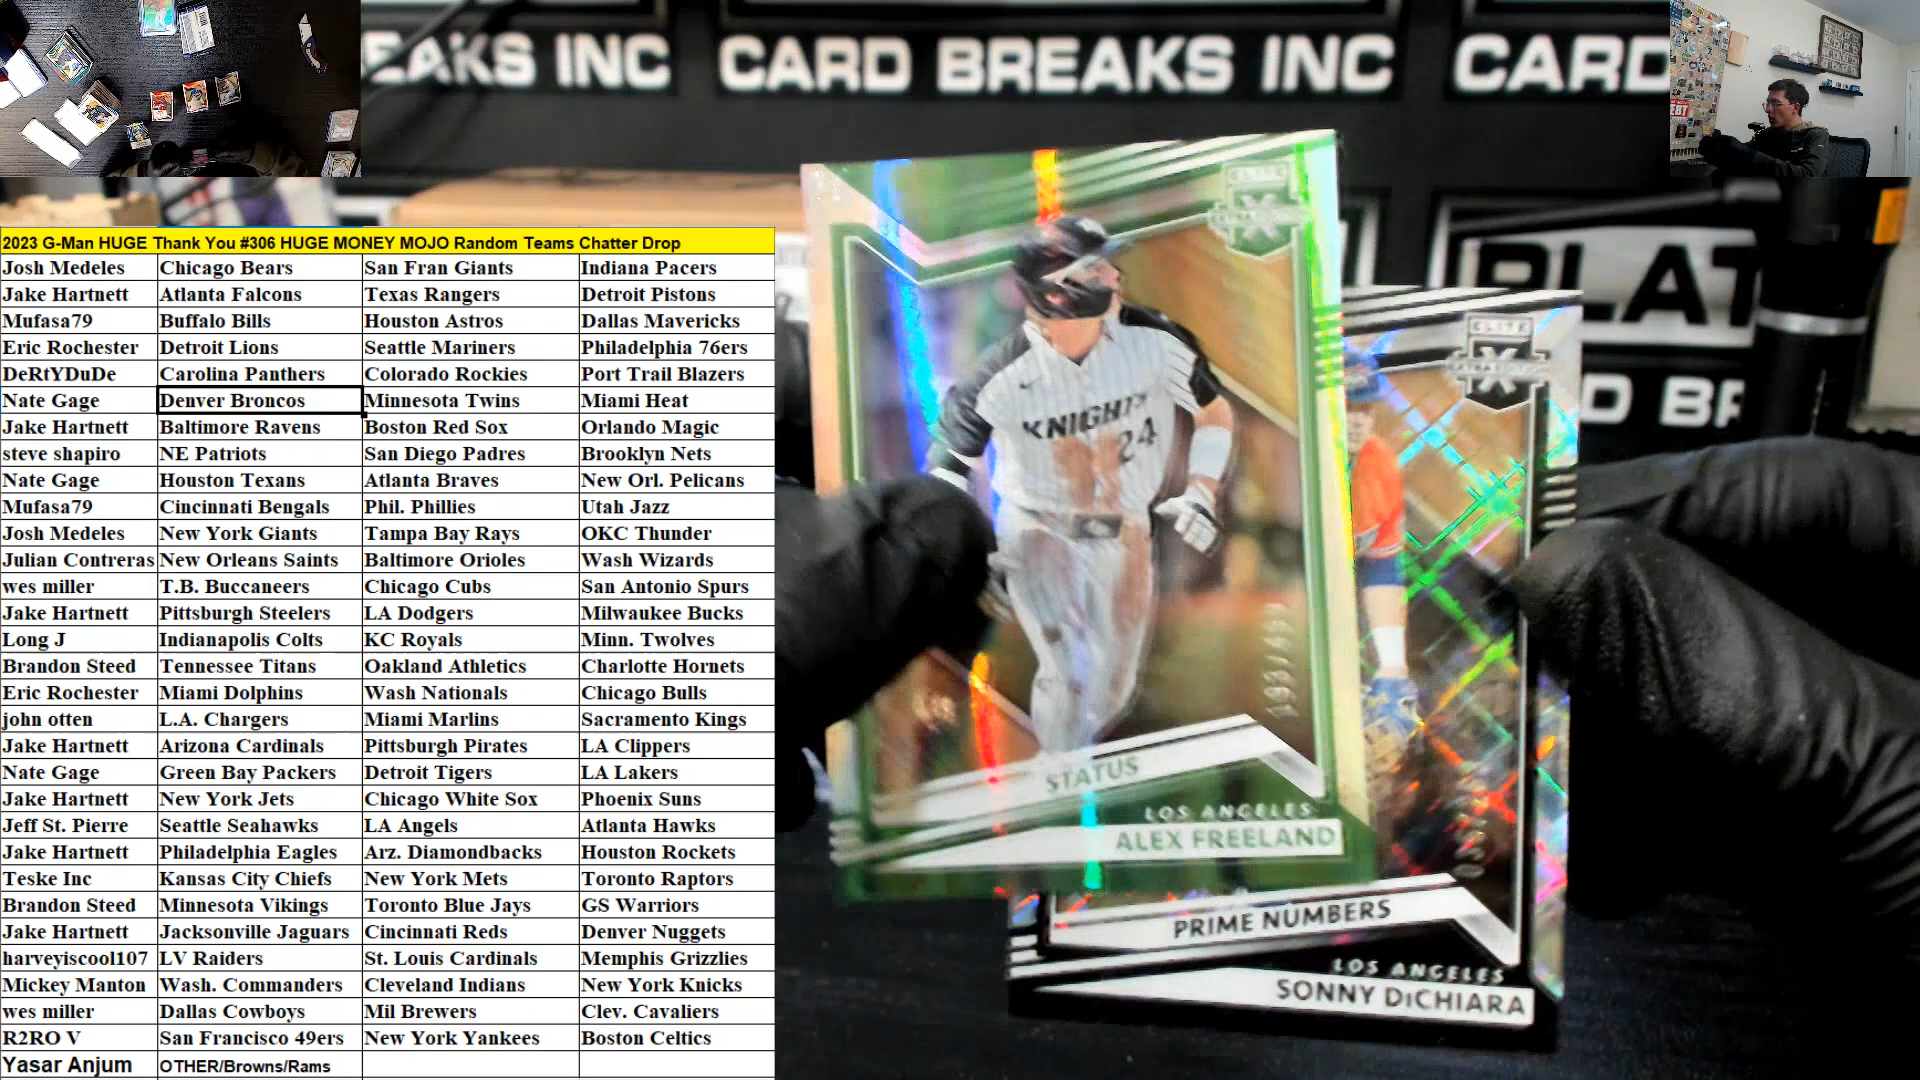 EAKS INC CARD BREAKS INC CARD
2023 G-Man HUGE Thank You #306 HUGE MONEY MOJO Random Teams Chatter Drop
Josh Medeles Chicago Bears San Fran Giants Indiana Pacers
Jake Hartnett Atlanta Falcons Texas Rangers Detroit Pistons
Mufasa79 Buffalo Bills Houston Astros Dallas Mavericks
Eric Rochester Detroit Lions Seattle Mariners Philadelphia 76ers
DeRtYDuDe Carolina Panthers Colorado Rockies Port Trail Blazers
Nate Gage Denver Broncos Minnesota Twins Miami Heat
Jake Hartnett Baltimore Ravens Boston Red Sox Orlando Magic
steve shapiro NE Patriots San Diego Padres Brooklyn Nets
Nate Gage Houston Texans Atlanta Braves New Orl. Pelicans
Mufasa79 Cincinnati Bengals Phil. Phillies Utah Jazz
Josh Medeles New York Giants Tampa Bay Rays OKC Thunder
Julian Contreras New Orleans Saints Baltimore Orioles Wash Wizards
wes miller T.B. Buccaneers Chicago Cubs San Antonio Spurs
Jake Hartnett Pittsburgh Steelers LA Dodgers Milwaukee Bucks
Long J Indianapolis Colts KC Royals Minn. Twolves
Brandon Steed Tennessee Titans Oakland Athletics Charlotte Hornets
Eric Rochester Miami Dolphins Wash Nationals Chicago Bulls
john otten L.A. Chargers Miami Marlins Sacramento Kings
Jake Hartnett Arizona Cardinals Pittsburgh Pirates LA Clippers
Nate Gage Green Bay Packers Detroit Tigers LA Lakers
Jake Hartnett New York Jets Chicago White Sox Phoenix Suns
Jeff St. Pierre Seattle Seahawks LA Angels Atlanta Hawks
Jake Hartnett Philadelphia Eagles Arz. Diamondbacks Houston Rockets
Teske Inc Kansas City Chiefs New York Mets Toronto Raptors
Brandon Steed Minnesota Vikings Toronto Blue Jays GS Warriors
Jake Hartnett Jacksonville Jaguars Cincinnati Reds Denver Nuggets
harveyiscool107 LV Raiders St. Louis Cardinals Memphis Grizzlies
Mickey Manton Wash. Commanders Cleveland Indians New York Knicks
wes miller Dallas Cowboys Mil Brewers Clev. Cavaliers
R2RO V San Francisco 49ers New York Yankees Boston Celtics
Yasar Anjum OTHER/Browns/Rams
PLAT
D BR
ELITE
X
EXTRA EDITION
KNIGHTS
24
STATUS
LOS ANGELES
ALEX FREELAND
ELITE
X
EXTRA EDITION
PRIME NUMBERS
LOS ANGELES
SONNY DiCHIARA